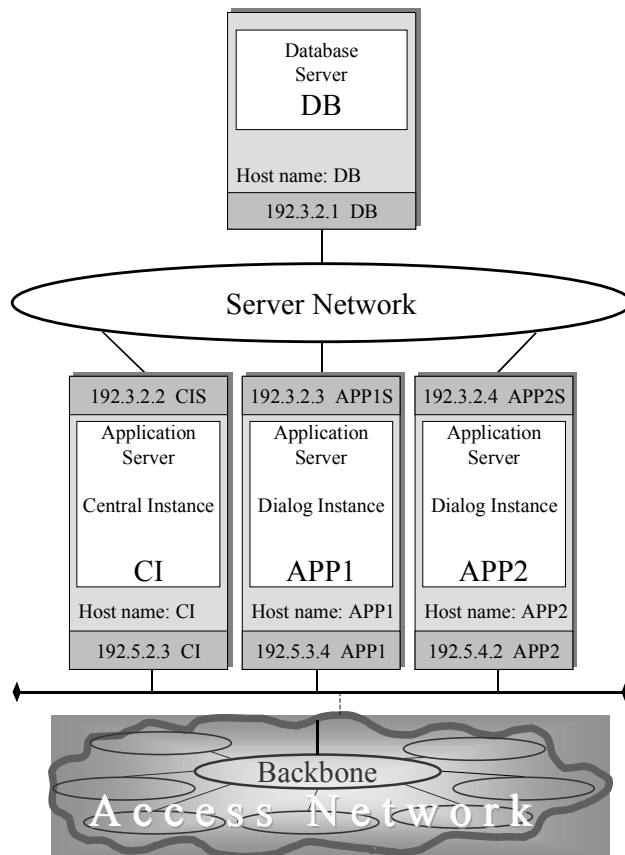 Database
Server
DB
Host name: DB
192.3.2.1 DB
Server Network
192.3.2.2 CIS
Application
Server
Central Instance
CI
Host name: CI
192.5.2.3 CI
192.3.2.3 APP1S
Application
Server
Dialog Instance
APP1
Host name: APP1
192.5.3.4 APP1
192.3.2.4 APP2S
Application
Server
Dialog Instance
APP2
Host name: APP2
192.5.4.2 APP2
Backbone
Access Network